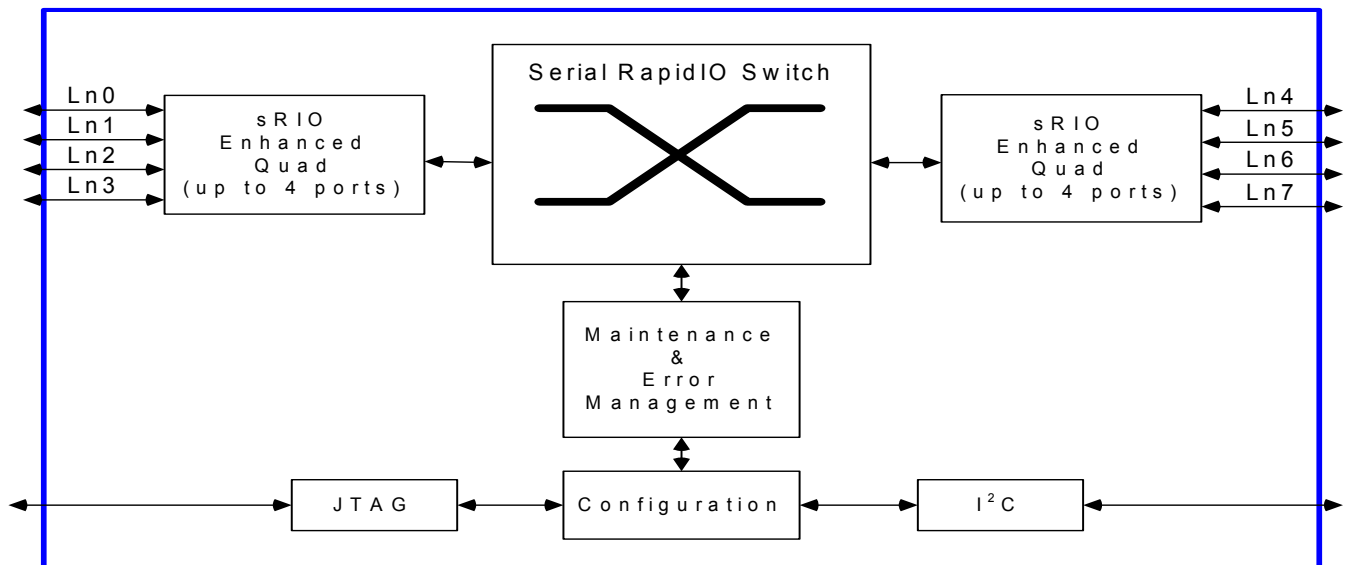 Serial RapidIO Switch
Ln0
Ln1
Ln2
Ln3
sRIO
Enhanced
Quad
(up to 4 ports)
sRIO
Enhanced
Quad
(up to 4 ports)
Ln4
Ln5
Ln6
Ln7
Maintenance
&
Error
Management
JTAG
Configuration
I²C